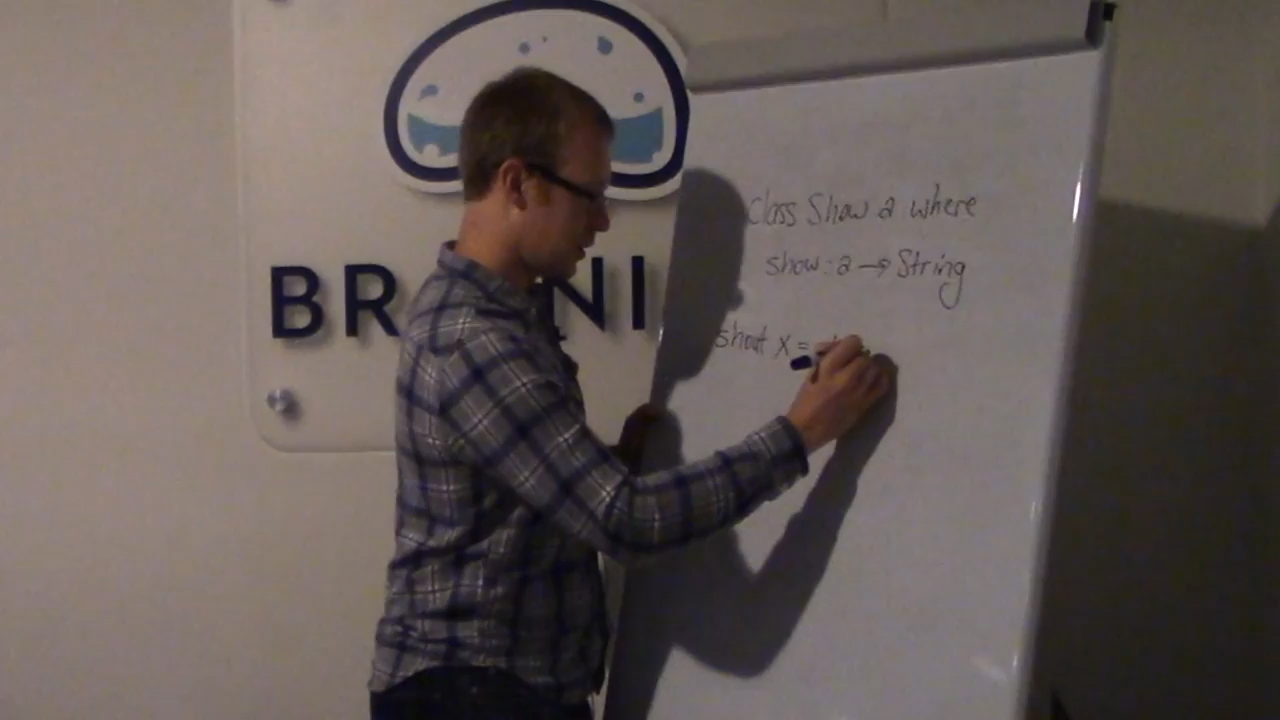 BR NI
class Show a where
show : a → String
shout x =